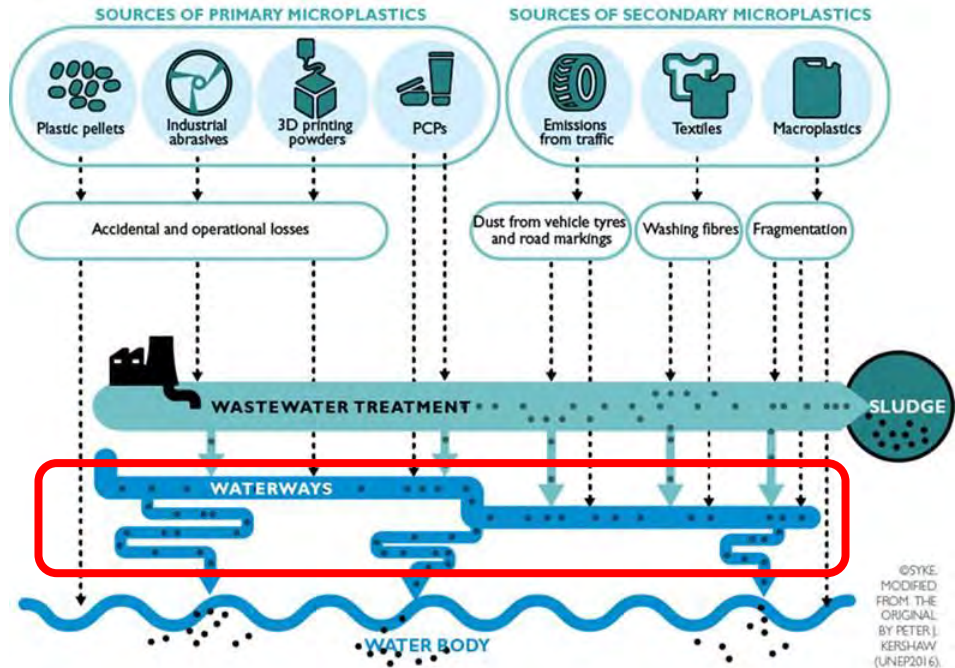 SOURCES OF PRIMARY MICROPLASTICS
SOURCES OF SECONDARY MICROPLASTICS
Plastic pellets
Industrial
abrasives
3D printing
powders
PCPs
Emissions
from traffic
Textiles
Macroplastics
Accidental and operational losses
Dust from vehicle tyres
and road markings
Washing fibres
Fragmentation
WASTEWATER TREATMENT
SLUDGE
WATERWAYS
WATER BODY
©SYKE.
MODIFIED
FROM THE
ORIGINAL
BY PETER J.
KERSHAW
(UNEP2016).